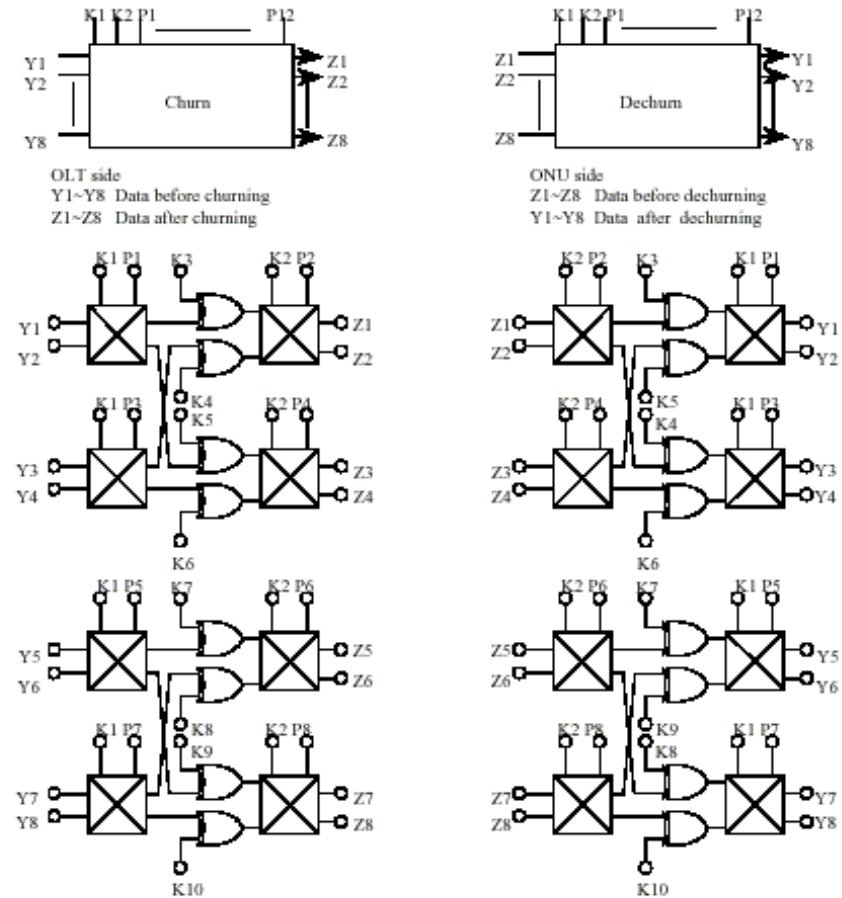 K1 K2 P1 P12
Y1 Z1
Y2 Z2
Churn
Y8 Z8
OLT side
Y1~Y8 Data before churning
Z1~Z8 Data after churning
K1 K2 P1 P12
Z1 Y1
Z2 Y2
Dechurn
Z8 Y8
ONU side
Z1~Z8 Data before dechurning
Y1~Y8 Data after dechurning
K1 P1 K3 K2 P2
Y1 Z1
Y2 Z2
K4
K1 P3 K5 K2 P4
Y3 Z3
Y4 Z4
K6
K1 P5 K7 K2 P6
Y5 Z5
Y6 Z6
K8
K1 P7 K9 K2 P8
Y7 Z7
Y8 Z8
K10
K2 P2 K3 K1 P1
Z1 Y1
Z2 Y2
K5
K2 P4 K4 K1 P3
Z3 Y3
Z4 Y4
K6
K2 P6 K7 K1 P5
Z5 Y5
Z6 Y6
K9
K2 P8 K8 K1 P7
Z7 Y7
Z8 Y8
K10